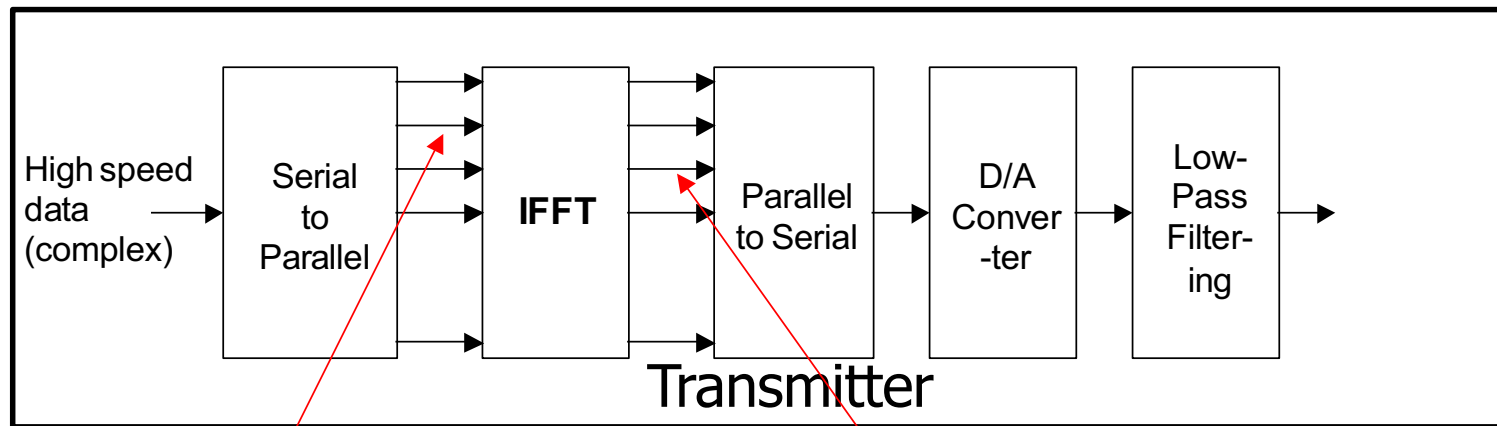 High speed
data
(complex)
Serial
to
Parallel
IFFT
Parallel
to Serial
D/A
Conver
-ter
Low-
Pass
Filter-
ing
Transmitter